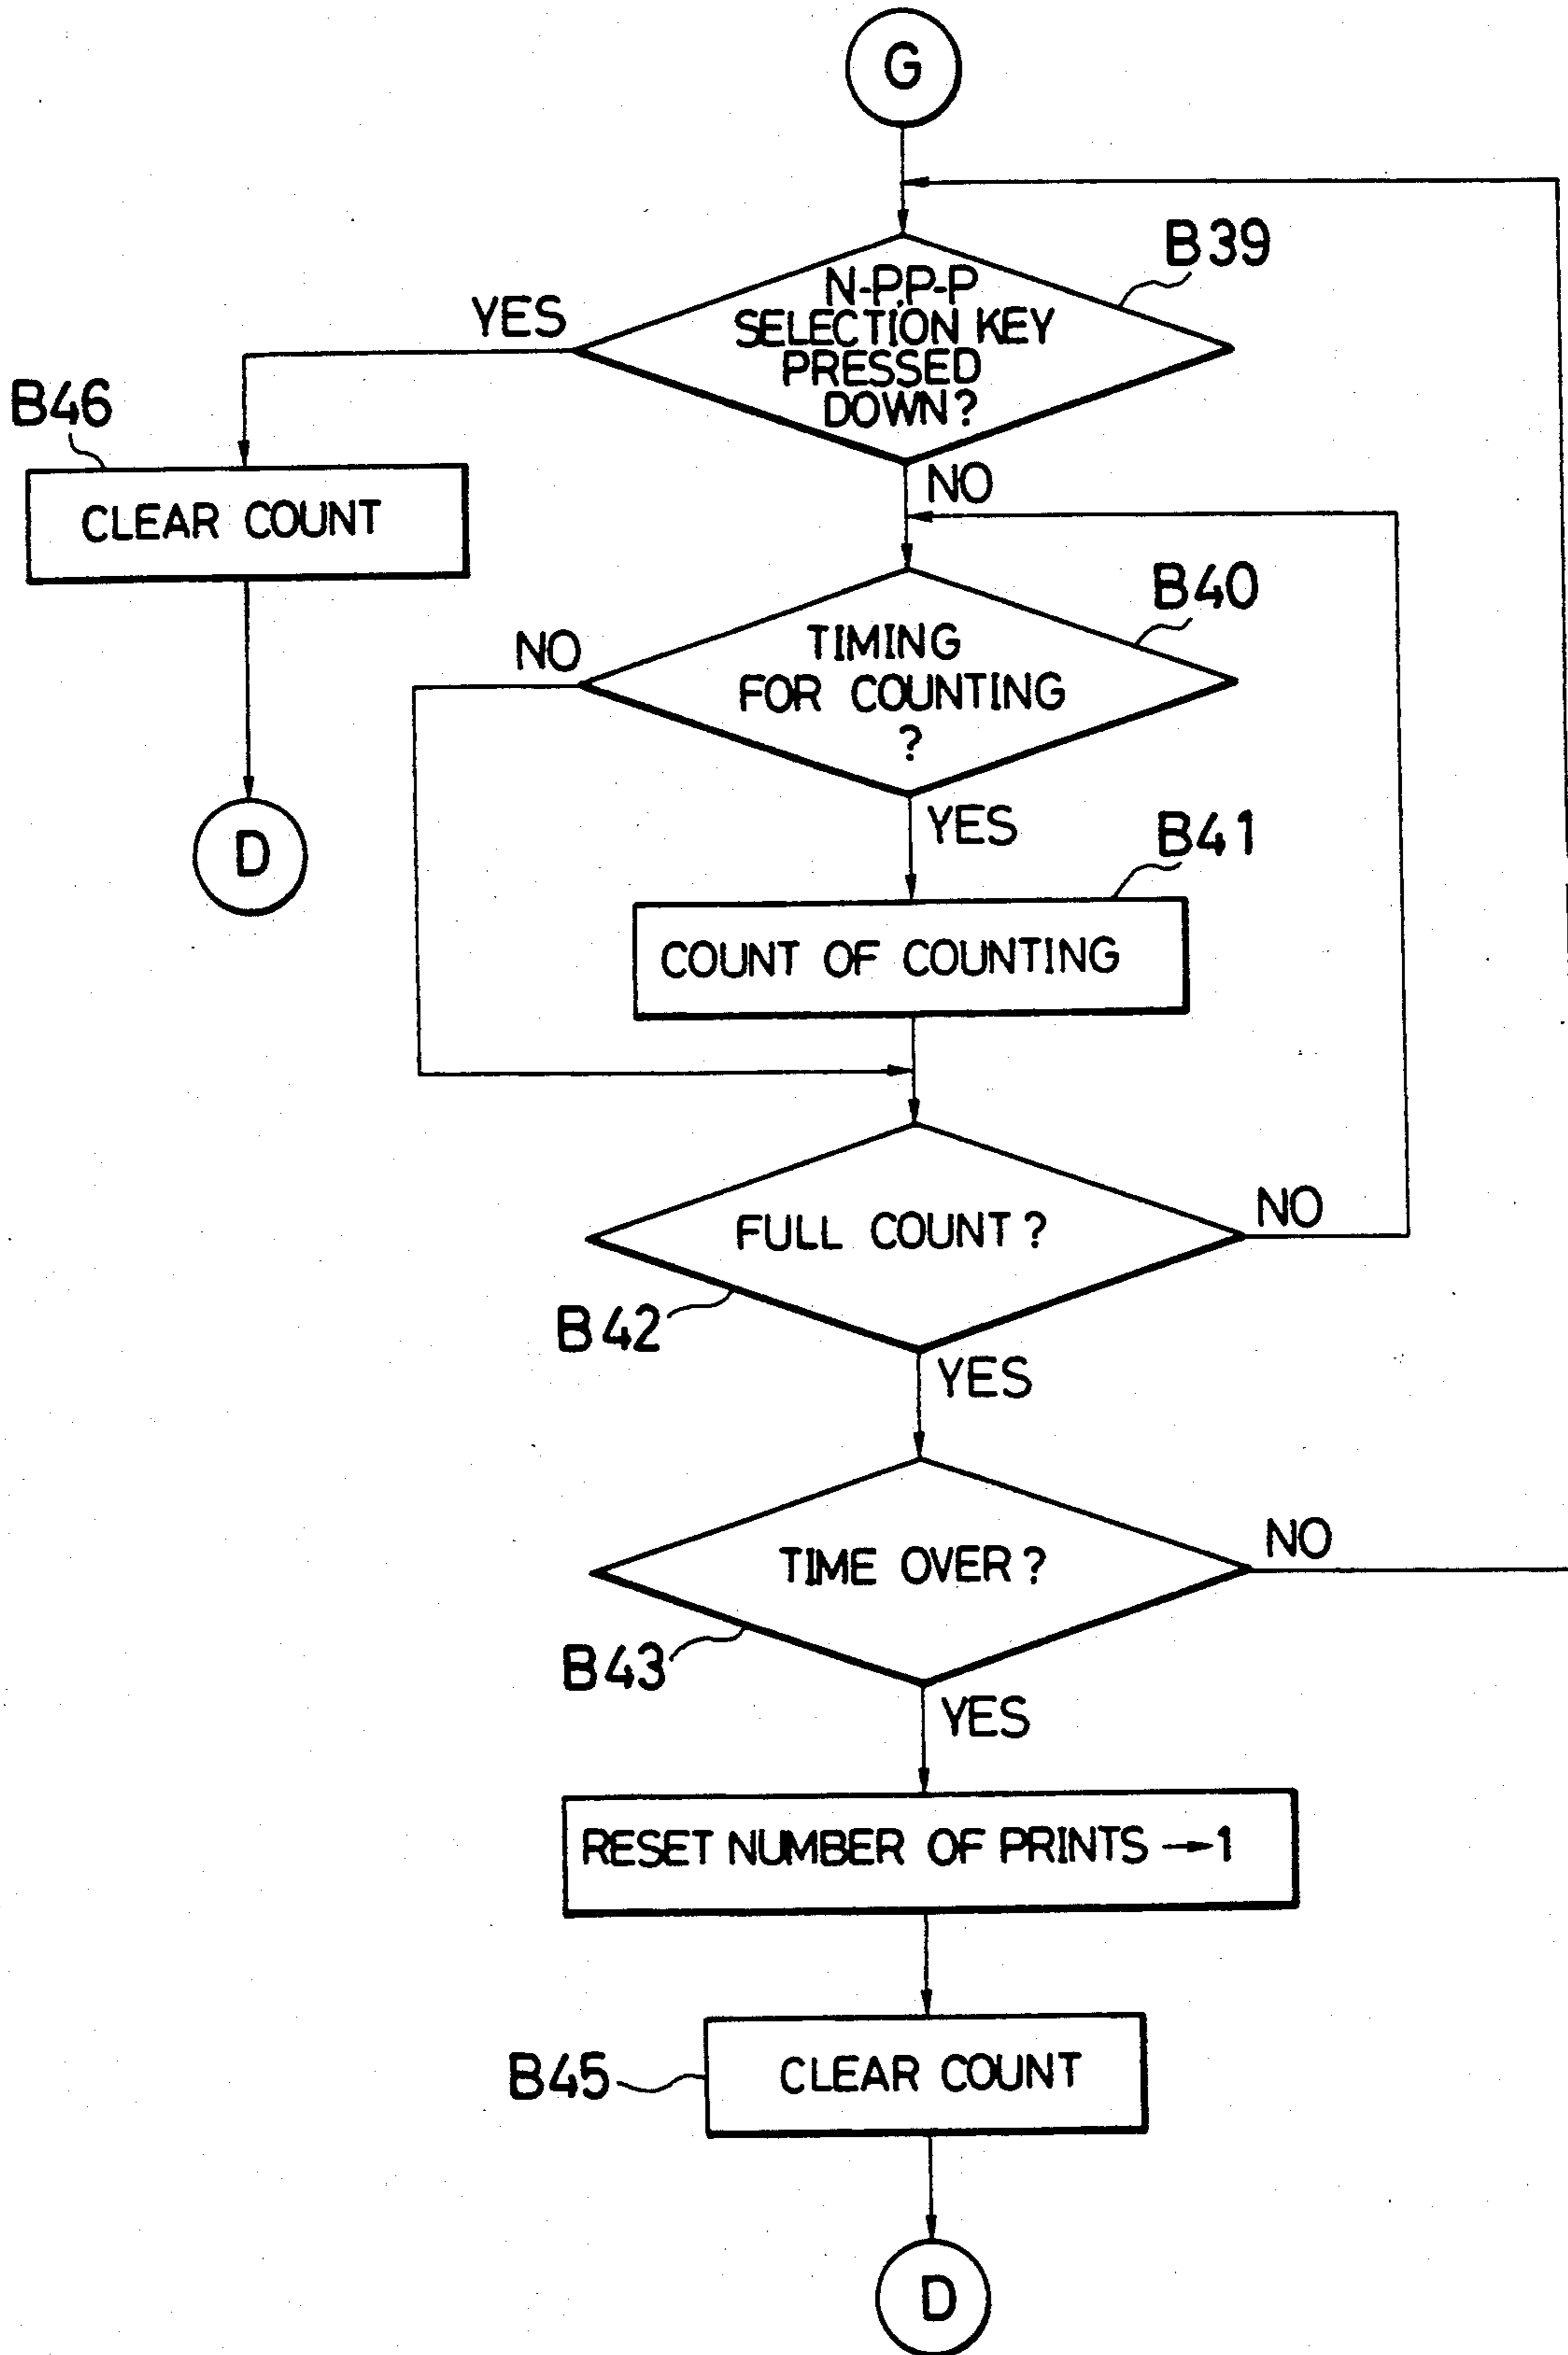 G
B39
N-P.P-P
SELECTION KEY
PRESSED
DOWN?
YES
B46
NO
CLEAR COUNT
B40
NO
TIMING
FOR COUNTING
?
D
YES
B41
COUNT OF COUNTING
FULL COUNT?
NO
B42
YES
TIME OVER?
NO
B43
YES
RESET NUMBER OF PRINTS →1
B45
CLEAR COUNT
D